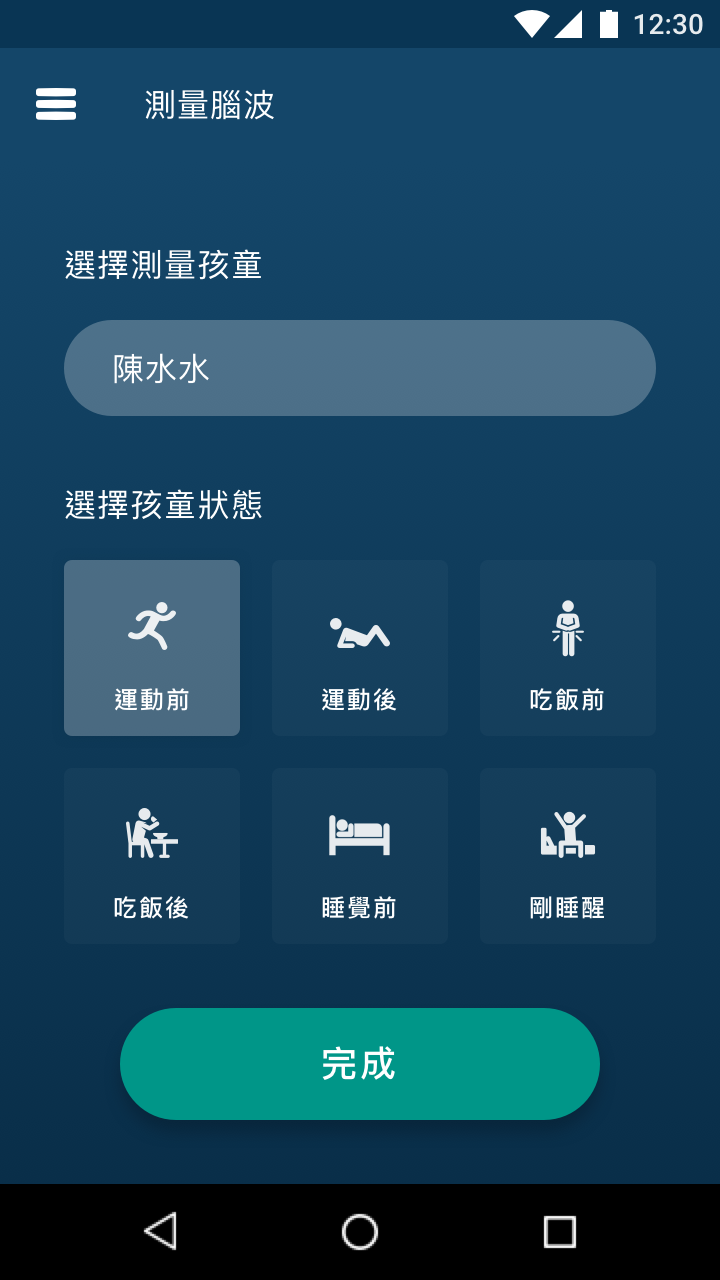 12:30
測量腦波
選擇測量孩童
陳水水
選擇孩童狀態
運動前 運動後 吃飯前
吃飯後 睡覺前 剛睡醒
完成